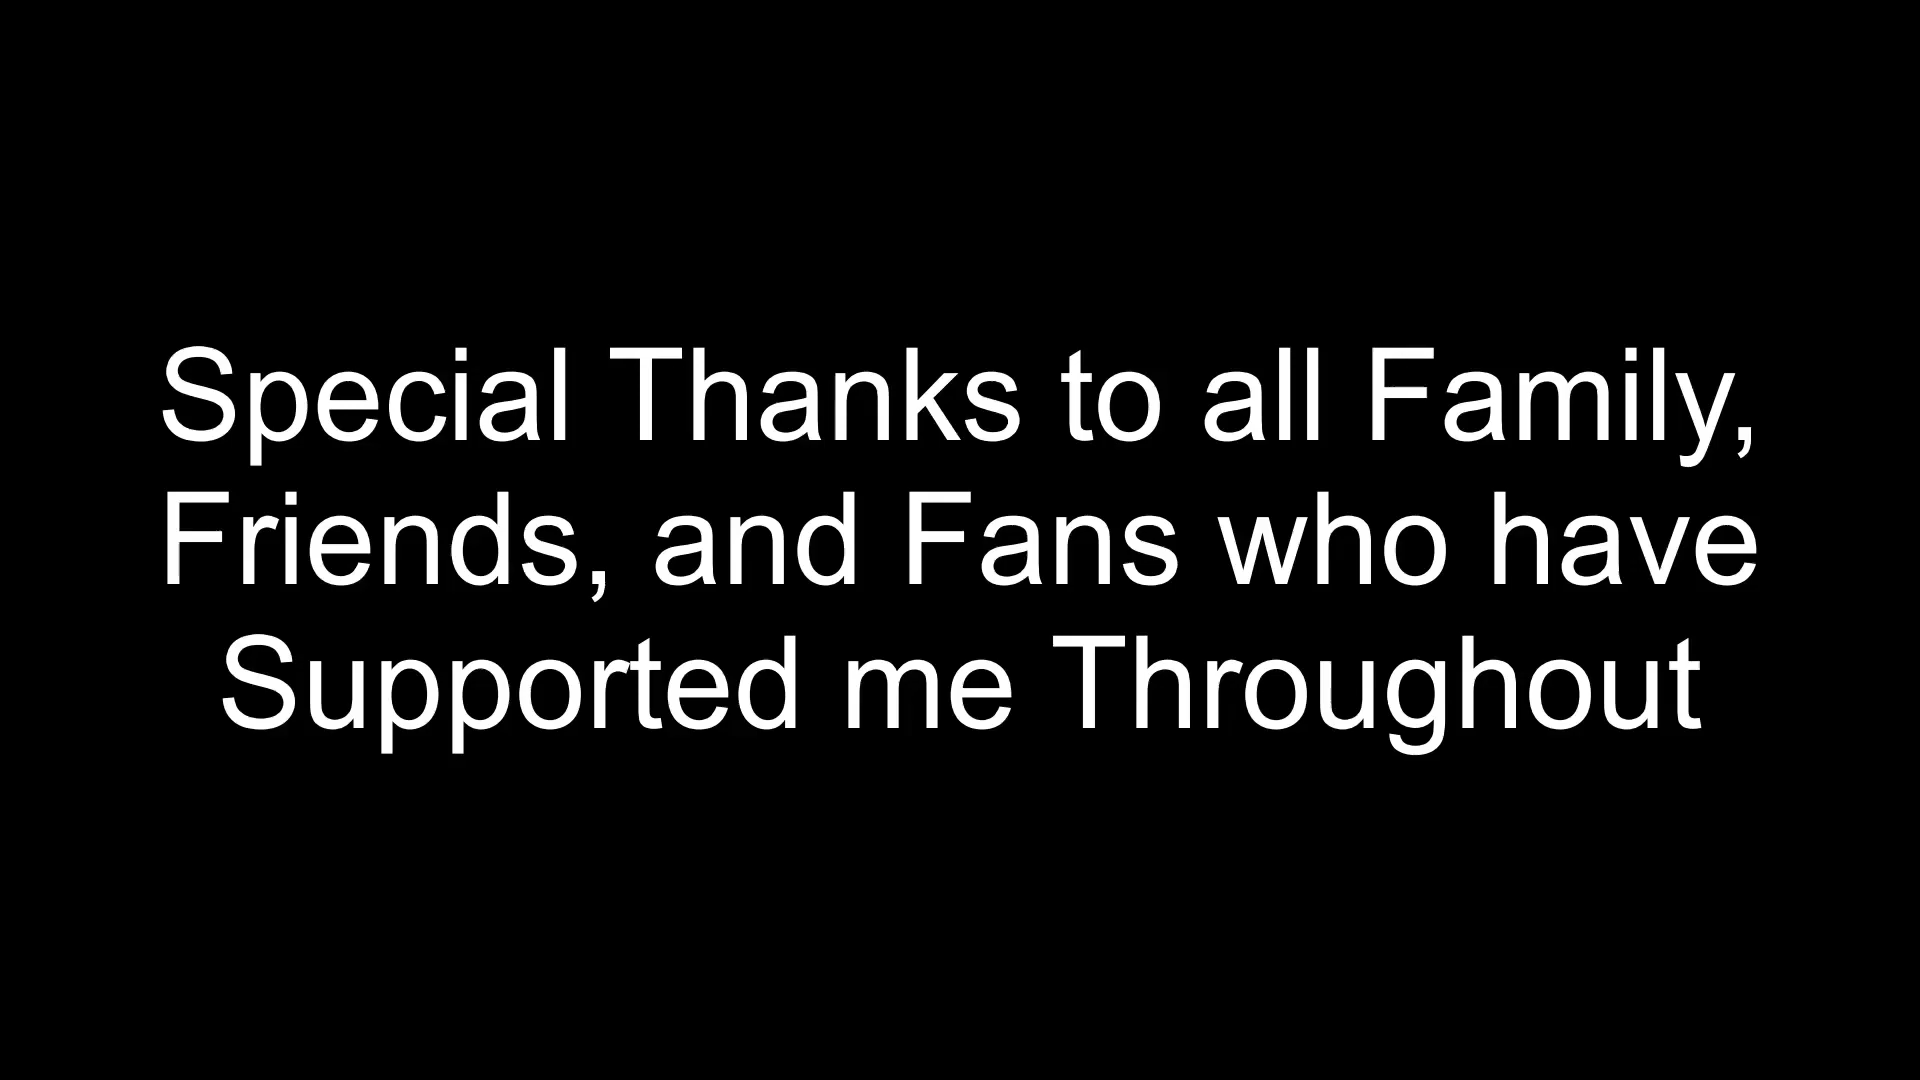 Special Thanks to all Family,
Friends, and Fans who have
Supported me Throughout